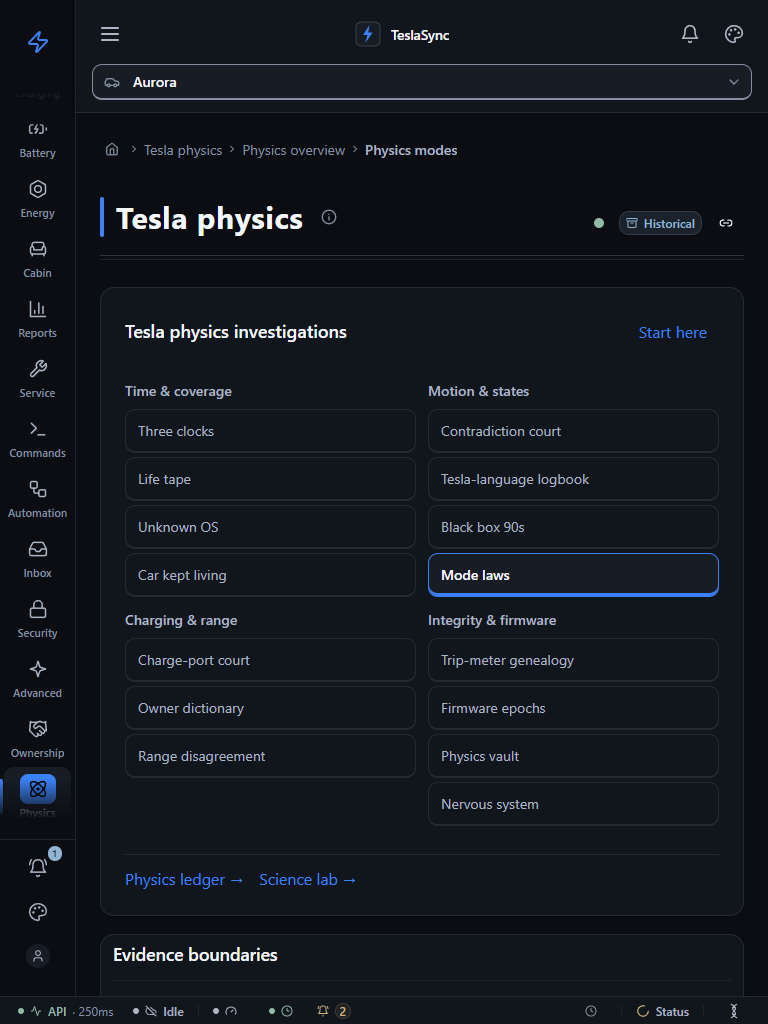 TeslaSync
Aurora
Charging
Battery
Energy
Cabin
Reports
Service
Commands
Automation
Inbox
Security
Advanced
Ownership
Physics
1
Tesla physics > Physics overview > Physics modes
Tesla physics
Historical
Tesla physics investigations
Start here
Time & coverage
Three clocks
Life tape
Unknown OS
Car kept living
Motion & states
Contradiction court
Tesla-language logbook
Black box 90s
Mode laws
Charging & range
Charge-port court
Owner dictionary
Range disagreement
Integrity & firmware
Trip-meter genealogy
Firmware epochs
Physics vault
Nervous system
Physics ledger → Science lab →
Evidence boundaries
API · 250ms Idle 2 Status